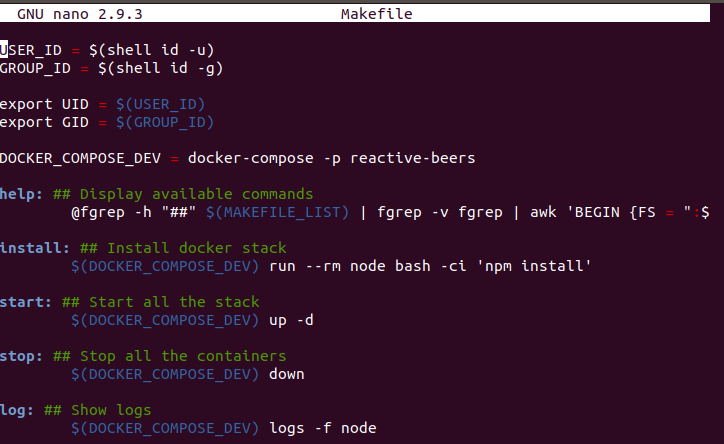 GNU nano 2.9.3 Makefile
USER_ID = $(shell id -u)
GROUP_ID = $(shell id -g)
export UID = $(USER_ID)
export GID = $(GROUP_ID)
DOCKER_COMPOSE_DEV = docker-compose -p reactive-beers
help: ## Display available commands
@fgrep -h "##" $(MAKEFILE_LIST) | fgrep -v fgrep | awk 'BEGIN {FS = ":$
install: ## Install docker stack
$(DOCKER_COMPOSE_DEV) run --rm node bash -ci 'npm install'
start: ## Start all the stack
$(DOCKER_COMPOSE_DEV) up -d
stop: ## Stop all the containers
$(DOCKER_COMPOSE_DEV) down
log: ## Show logs
$(DOCKER_COMPOSE_DEV) logs -f node